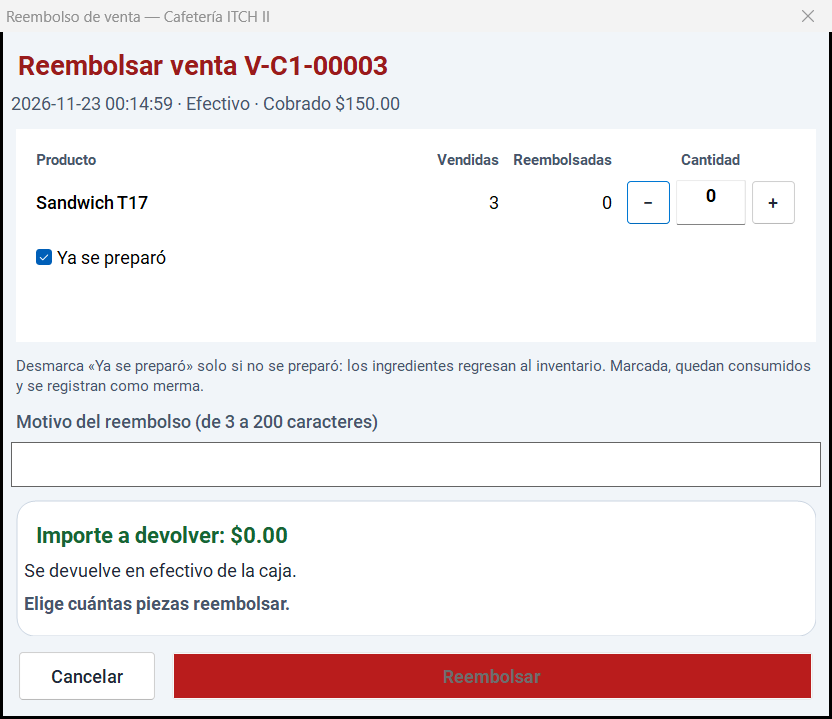 Reembolso de venta — Cafetería ITCH II
Reembolsar venta V-C1-00003
2026-11-23 00:14:59 · Efectivo · Cobrado $150.00
Producto Vendidas Reembolsadas Cantidad
Sandwich T17 3 0 − 0 +
Ya se preparó
Desmarca «Ya se preparó» solo si no se preparó: los ingredientes regresan al inventario. Marcada, quedan consumidos
y se registran como merma.
Motivo del reembolso (de 3 a 200 caracteres)
Importe a devolver: $0.00
Se devuelve en efectivo de la caja.
Elige cuántas piezas reembolsar.
Cancelar Reembolsar